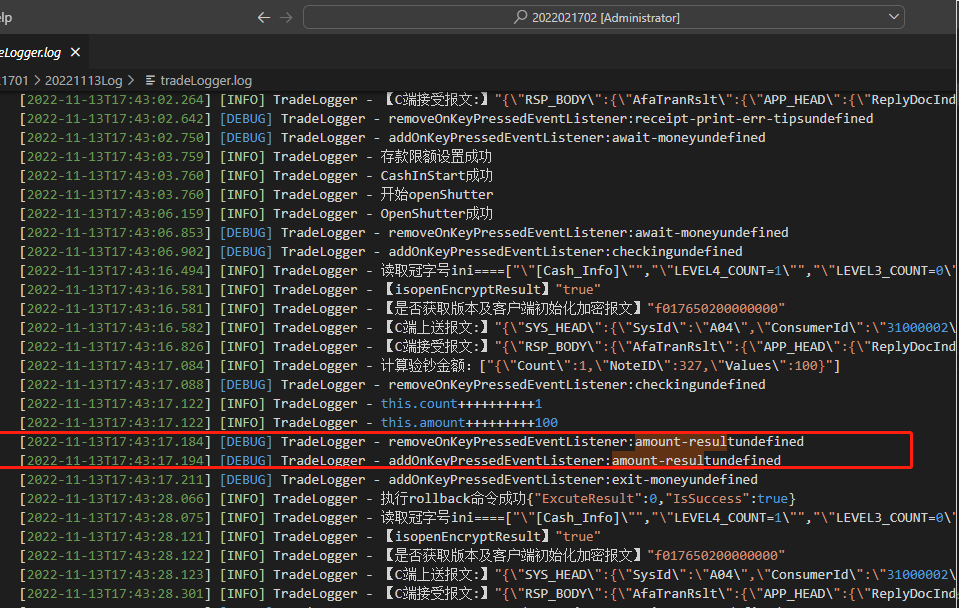 elp
2022021702 [Administrator]
eLogger.log
1701 > 20221113Log > tradeLogger.log
[2022-11-13T17:43:02.264] [INFO] TradeLogger - 【C端接受报文:】"{\"RSP_BODY\":{\"AfaTranRslt\":{\"APP_HEAD\":{\"ReplyDocInd
[2022-11-13T17:43:02.642] [DEBUG] TradeLogger - removeOnKeyPressedEventListener:receipt-print-err-tipsundefined
[2022-11-13T17:43:02.750] [DEBUG] TradeLogger - addOnKeyPressedEventListener:await-moneyundefined
[2022-11-13T17:43:03.759] [INFO] TradeLogger - 存款限额设置成功
[2022-11-13T17:43:03.760] [INFO] TradeLogger - CashInStart成功
[2022-11-13T17:43:03.760] [INFO] TradeLogger - 开始openShutter
[2022-11-13T17:43:06.159] [INFO] TradeLogger - OpenShutter成功
[2022-11-13T17:43:06.853] [DEBUG] TradeLogger - removeOnKeyPressedEventListener:await-moneyundefined
[2022-11-13T17:43:06.902] [DEBUG] TradeLogger - addOnKeyPressedEventListener:checkingundefined
[2022-11-13T17:43:16.494] [INFO] TradeLogger - 读取冠字号ini====["\"[Cash_Info]\"","\"LEVEL4_COUNT=1\"","\"LEVEL3_COUNT=0\
[2022-11-13T17:43:16.581] [INFO] TradeLogger - 【isopenEncryptResult】"true"
[2022-11-13T17:43:16.581] [INFO] TradeLogger - 【是否获取版本及客户端初始化加密报文】"f017650200000000"
[2022-11-13T17:43:16.582] [INFO] TradeLogger - 【C端上送报文:】"{\"SYS_HEAD\":{\"SysId\":\"A04\",\"ConsumerId\":\"31000002\
[2022-11-13T17:43:16.826] [INFO] TradeLogger - 【C端接受报文:】"{\"RSP_BODY\":{\"AfaTranRslt\":{\"APP_HEAD\":{\"ReplyDocInd
[2022-11-13T17:43:17.084] [INFO] TradeLogger - 计算验钞金额：["{\"Count\":1,\"NoteID\":327,\"Values\":100}"]
[2022-11-13T17:43:17.088] [DEBUG] TradeLogger - removeOnKeyPressedEventListener:checkingundefined
[2022-11-13T17:43:17.122] [INFO] TradeLogger - this.count++++++++++1
[2022-11-13T17:43:17.122] [INFO] TradeLogger - this.amount+++++++++100
[2022-11-13T17:43:17.184] [DEBUG] TradeLogger - removeOnKeyPressedEventListener:amount-resultundefined
[2022-11-13T17:43:17.194] [DEBUG] TradeLogger - addOnKeyPressedEventListener:amount-resultundefined
[2022-11-13T17:43:17.211] [DEBUG] TradeLogger - addOnKeyPressedEventListener:exit-moneyundefined
[2022-11-13T17:43:28.066] [INFO] TradeLogger - 执行rollback命令成功{"ExcuteResult":0,"IsSuccess":true}
[2022-11-13T17:43:28.075] [INFO] TradeLogger - 读取冠字号ini====["\"[Cash_Info]\"","\"LEVEL4_COUNT=1\"","\"LEVEL3_COUNT=0\
[2022-11-13T17:43:28.121] [INFO] TradeLogger - 【isopenEncryptResult】"true"
[2022-11-13T17:43:28.122] [INFO] TradeLogger - 【是否获取版本及客户端初始化加密报文】"f017650200000000"
[2022-11-13T17:43:28.123] [INFO] TradeLogger - 【C端上送报文:】"{\"SYS_HEAD\":{\"SysId\":\"A04\",\"ConsumerId\":\"31000002\
[2022-11-13T17:43:28.301] [INFO] TradeLogger - 【C端接受报文:】"{\"RSP_BODY\":{\"AfaTranRslt\":{\"APP_HEAD\":{\"ReplyDocInd